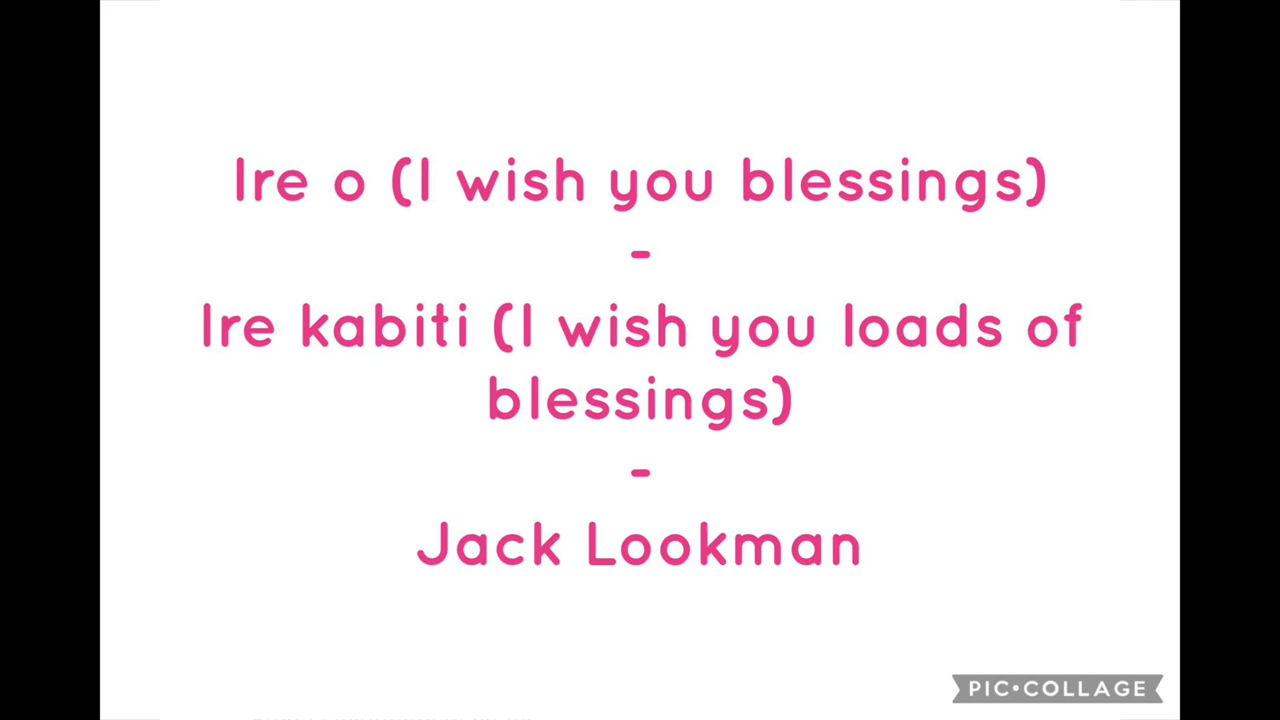 Ire o (I wish you blessings)
-
Ire kabiti (I wish you loads of
blessings)
-
Jack Lookman
PIC•COLLAGE